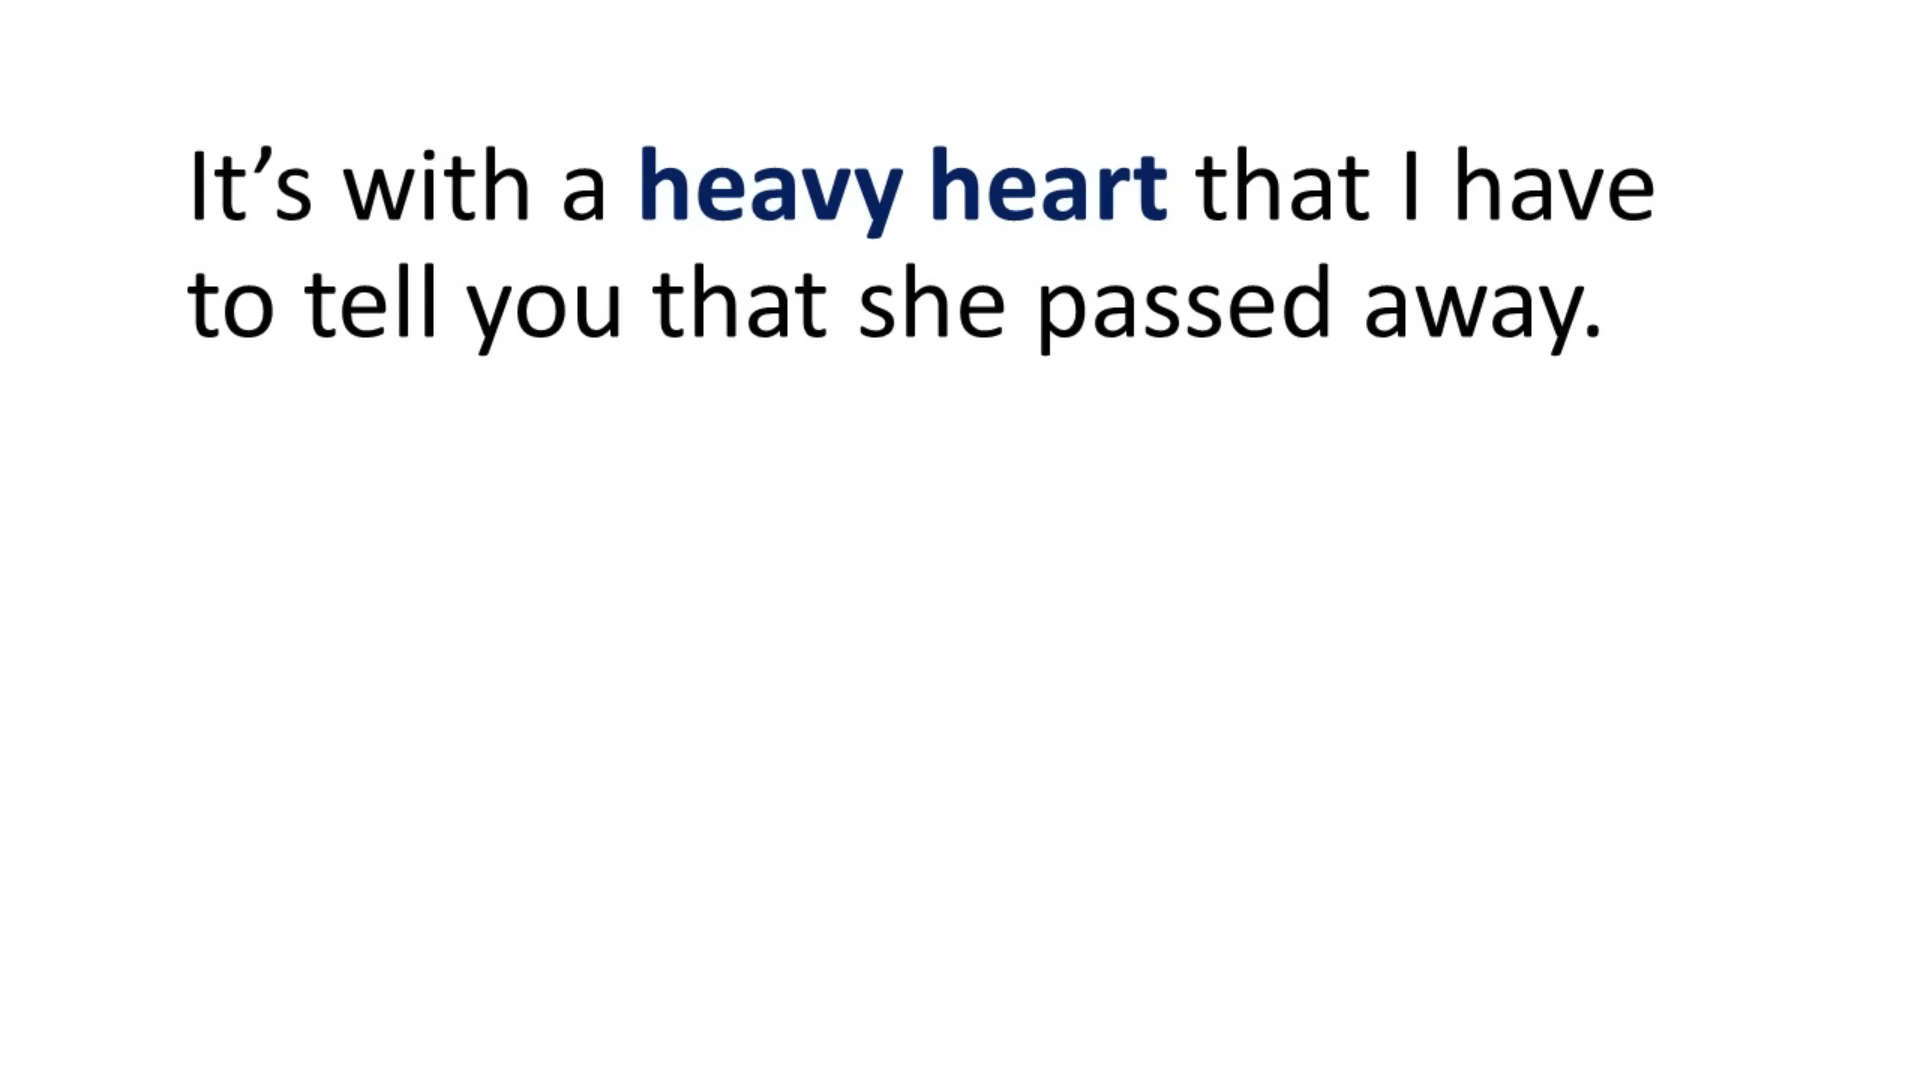 It’s with a heavy heart that I have
to tell you that she passed away.